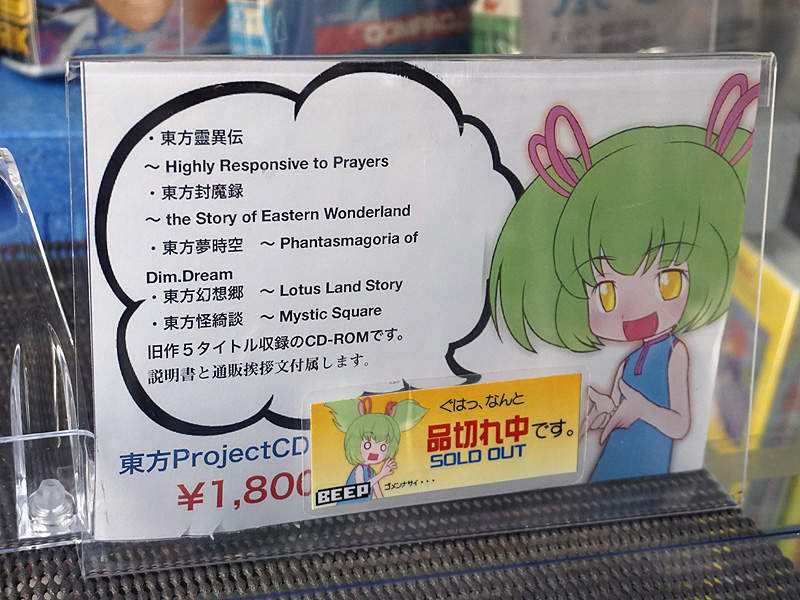 ・東方靈異伝
～ Highly Responsive to Prayers
・東方封魔録
～ the Story of Eastern Wonderland
・東方夢時空　～ Phantasmagoria of
Dim.Dream
・東方幻想郷　～ Lotus Land Story
・東方怪綺談　～ Mystic Square
旧作５タイトル収録のCD-ROMです。
説明書と通販挨拶文付属します。
東方ProjectCD
￥1,800
ぐはっ、なんと
品切れ中です。
SOLD OUT
BEEP
ゴメンナサイ・・・